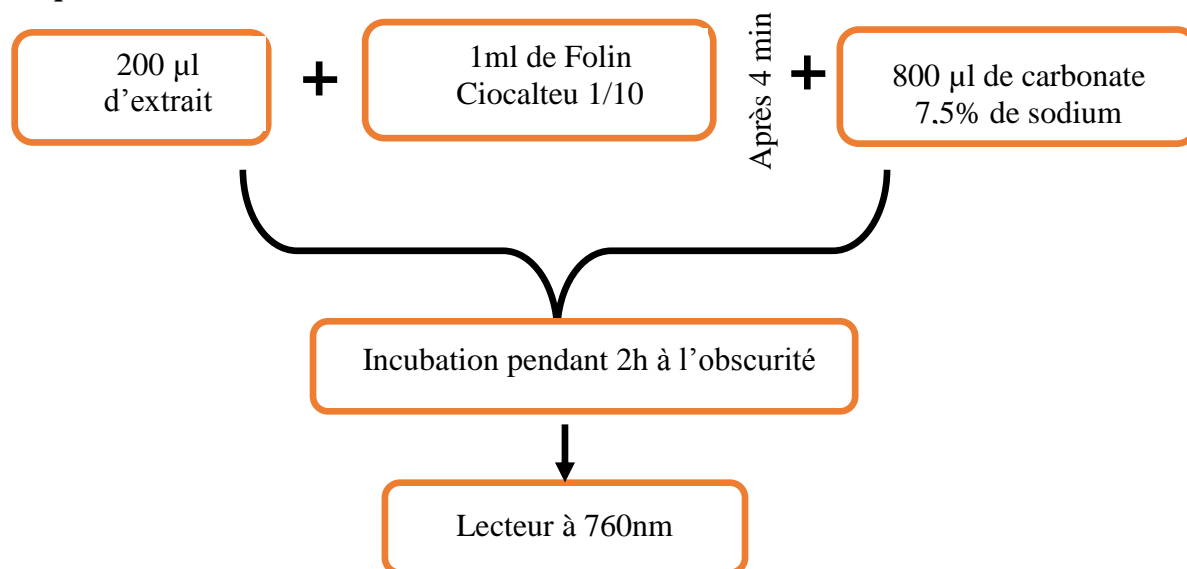 200 µl
d’extrait
+
1ml de Folin
Ciocalteu 1/10
Après 4 min
+
800 µl de carbonate
7.5% de sodium
Incubation pendant 2h à l’obscurité
Lecteur à 760nm